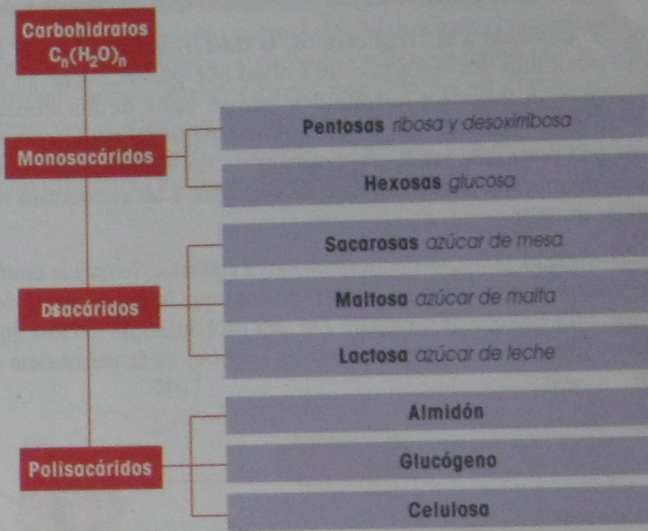 Carbohidratos
Cₙ(H₂O)ₙ
Monosacáridos
Pentosas ribosa y desoxirribosa
Hexosas glucosa
Dsacáridos
Sacarosas azúcar de mesa
Maltosa azúcar de malta
Lactosa azúcar de leche
Polisacáridos
Almidón
Glucógeno
Celulosa